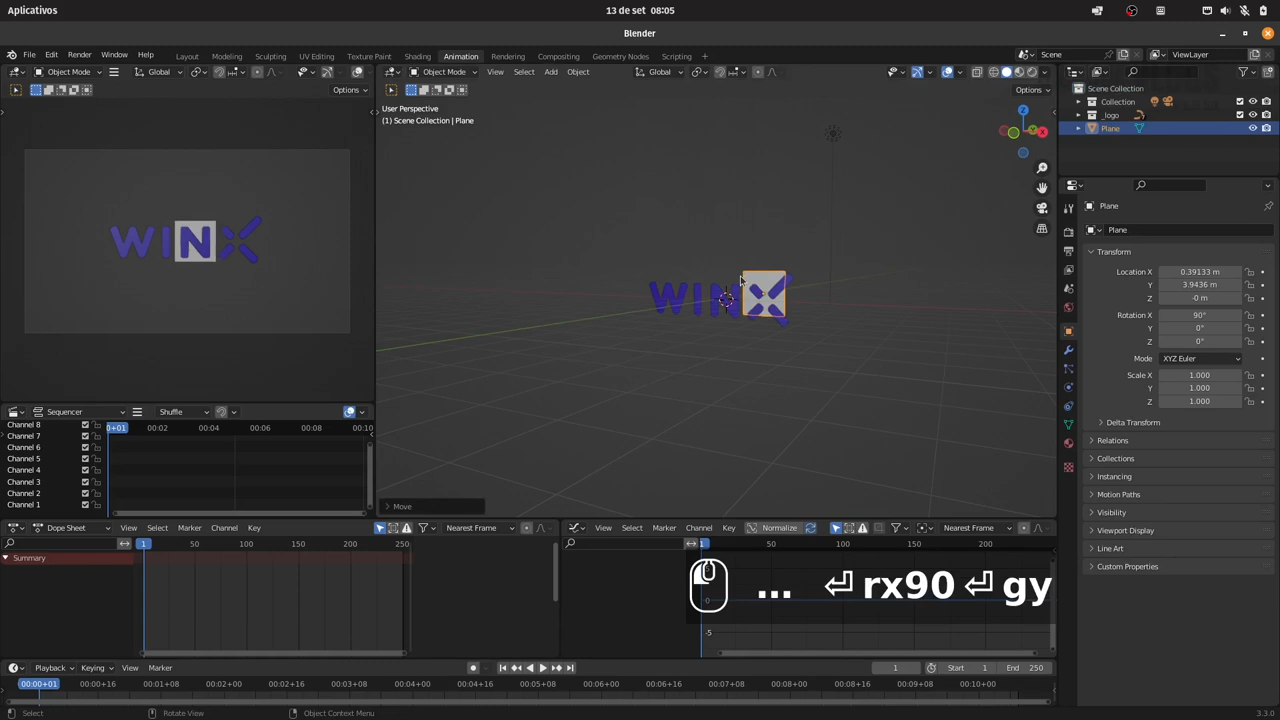 Aplicativos
13 de set 08:05
Blender
File Edit Render Window Help
Layout Modeling Sculpting UV Editing Texture Paint Shading Animation Rendering Compositing Geometry Nodes Scripting +
Scene
ViewLayer
Object Mode
Global
Object Mode
View Select Add Object
Global
Options
Options
User Perspective
(1) Scene Collection | Plane
Z
X
Y
WINX
WINX
Scene Collection
Collection
_logo
Plane
Plane
Plane
Transform
Location X 0.39133 m
Y 3.9436 m
Z -0 m
Rotation X 90°
Y 0°
Z 0°
Mode XYZ Euler
Scale X 1.000
Y 1.000
Z 1.000
Delta Transform
Relations
Collections
Instancing
Motion Paths
Visibility
Viewport Display
Line Art
Custom Properties
Sequencer
Shuffle
0+01 00:02 00:04 00:06 00:08 00:10
Channel 8
Channel 7
Channel 6
Channel 5
Channel 4
Channel 3
Channel 2
Channel 1
Move
Dope Sheet View Select Marker Channel Key
Nearest Frame
1 50 100 150 200 250
Summary
View Select Marker Channel Key
Normalize
Nearest Frame
1 50 100 150 200
0
-5
... ⏎ rx90 ⏎ gy
Playback Keying View Marker
1
Start 1
End 250
00:00+01 00:00+16 00:01+08 00:02+00 00:02+16 00:03+08 00:04+00 00:04+16 00:05+08 00:06+00 00:06+16 00:07+08 00:08+00 00:08+16 00:09+08 00:10+00
Select
Rotate View
Object Context Menu
3.3.0